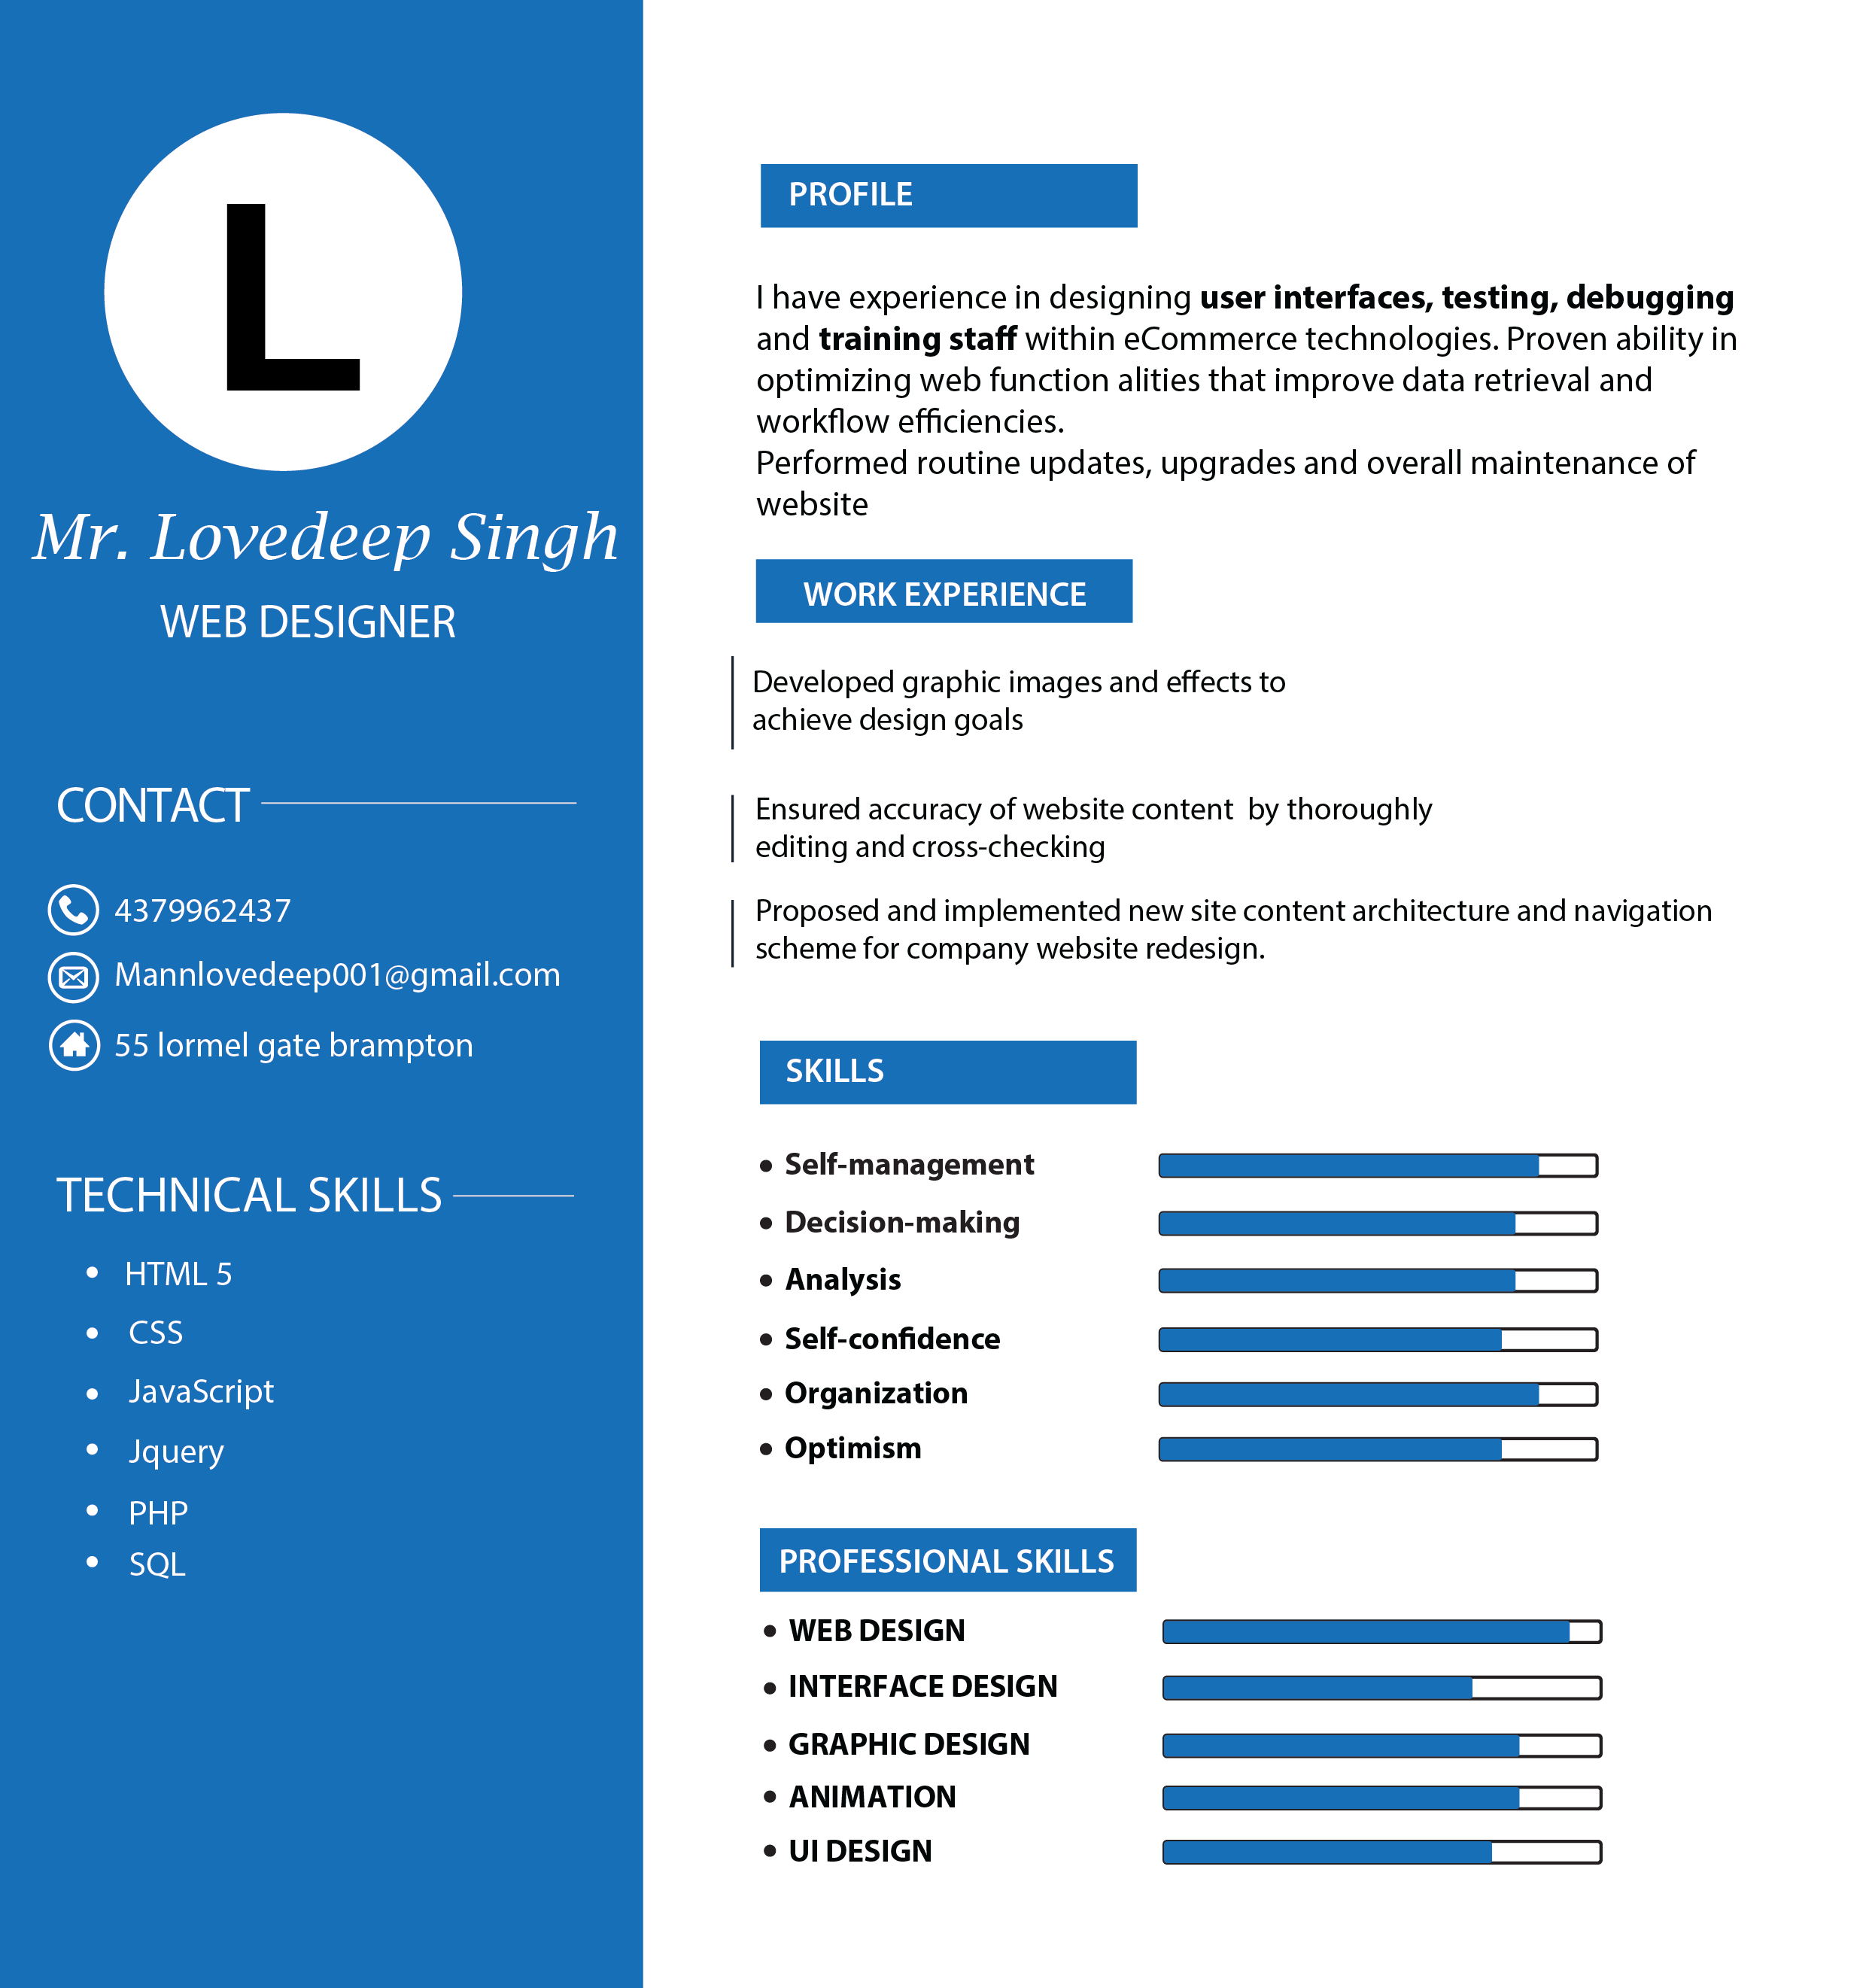 L
Mr. Lovedeep Singh
WEB DESIGNER
CONTACT
4379962437
Mannlovedeep001@gmail.com
55 lormel gate brampton
TECHNICAL SKILLS
HTML 5
CSS
JavaScript
Jquery
PHP
SQL
PROFILE
I have experience in designing user interfaces, testing, debugging
and training staff within eCommerce technologies. Proven ability in
optimizing web function alities that improve data retrieval and
workflow efficiencies.
Performed routine updates, upgrades and overall maintenance of
website
WORK EXPERIENCE
Developed graphic images and effects to
achieve design goals
Ensured accuracy of website content  by thoroughly
editing and cross-checking
Proposed and implemented new site content architecture and navigation
scheme for company website redesign.
SKILLS
• Self-management
• Decision-making
• Analysis
• Self-confidence
• Organization
• Optimism
PROFESSIONAL SKILLS
• WEB DESIGN
• INTERFACE DESIGN
• GRAPHIC DESIGN
• ANIMATION
• UI DESIGN